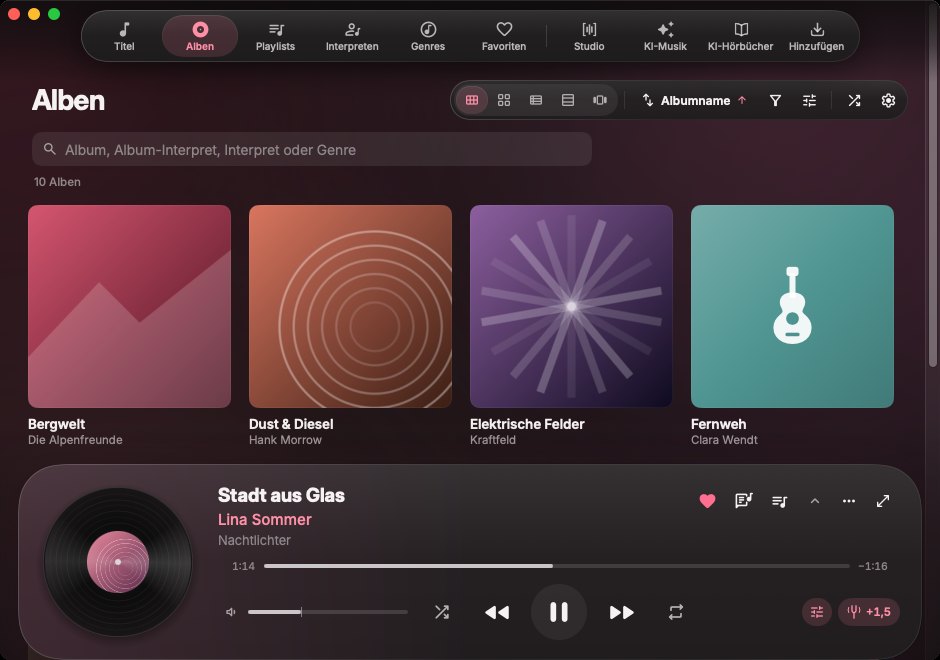 Titel
Alben
Playlists
Interpreten
Genres
Favoriten
Studio
KI-Musik
KI-Hörbücher
Hinzufügen
Alben
Albumname
Album, Album-Interpret, Interpret oder Genre
10 Alben
Bergwelt
Die Alpenfreunde
Dust & Diesel
Hank Morrow
Elektrische Felder
Kraftfeld
Fernweh
Clara Wendt
Stadt aus Glas
Lina Sommer
Nachtlichter
1:14
−1:16
+1,5